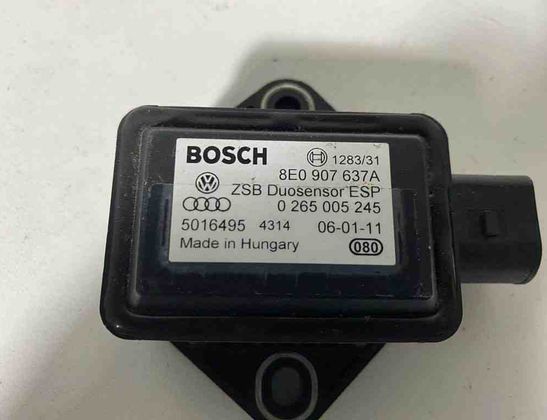 BOSCH 1283/31
8E0 907 637A
ZSB Duosensor ESP
0 265 005 245
5016495 4314 06-01-11
Made in Hungary 080